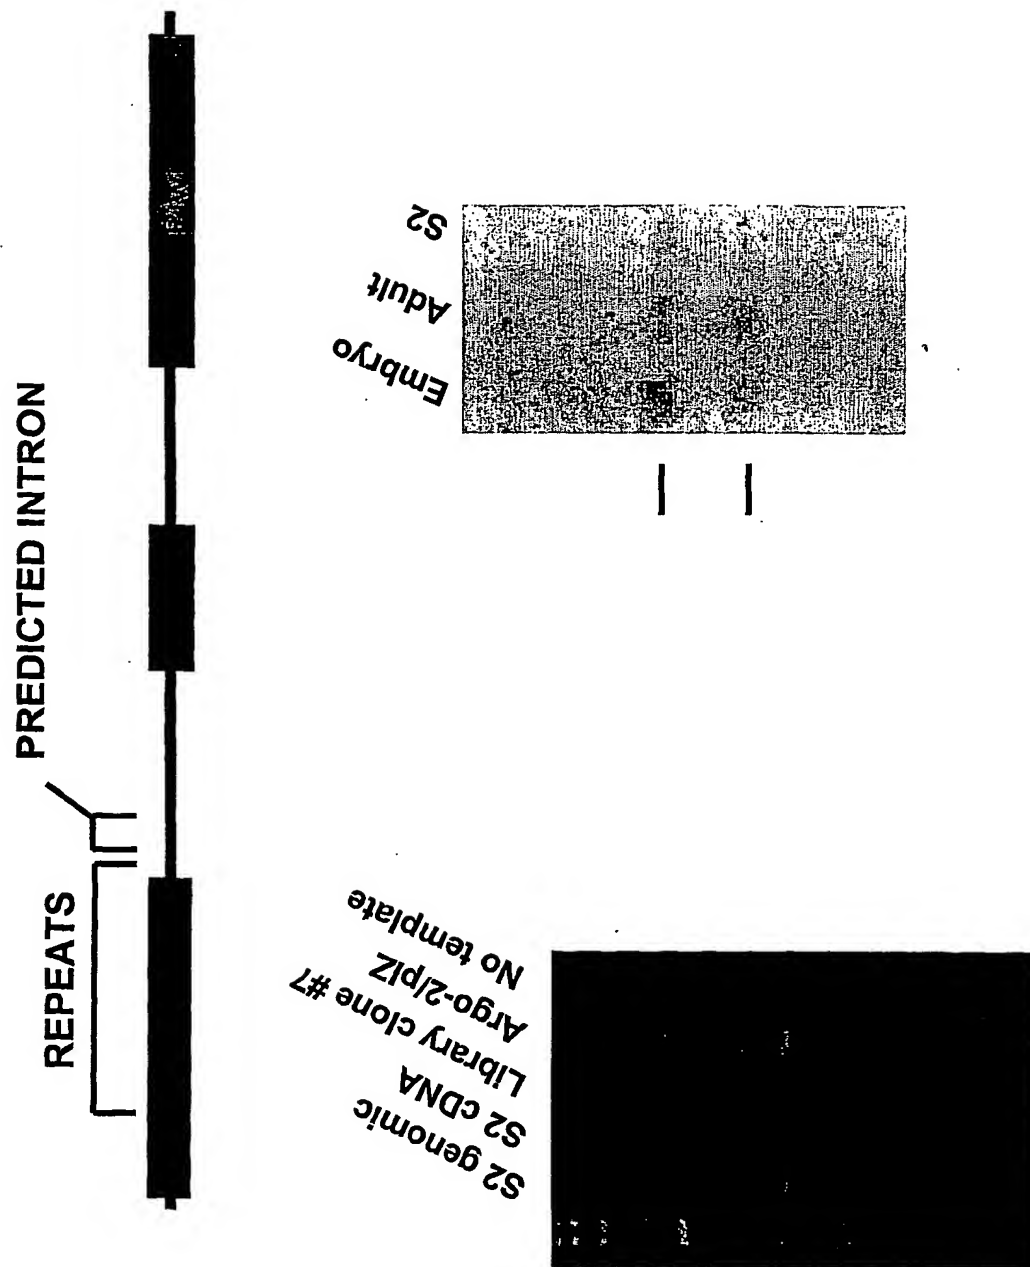 REPEATS
PREDICTED INTRON
S2 genomic
S2 cDNA
Library clone #7
Argo-2/pIZ
No template
Embryo
Adult
S2